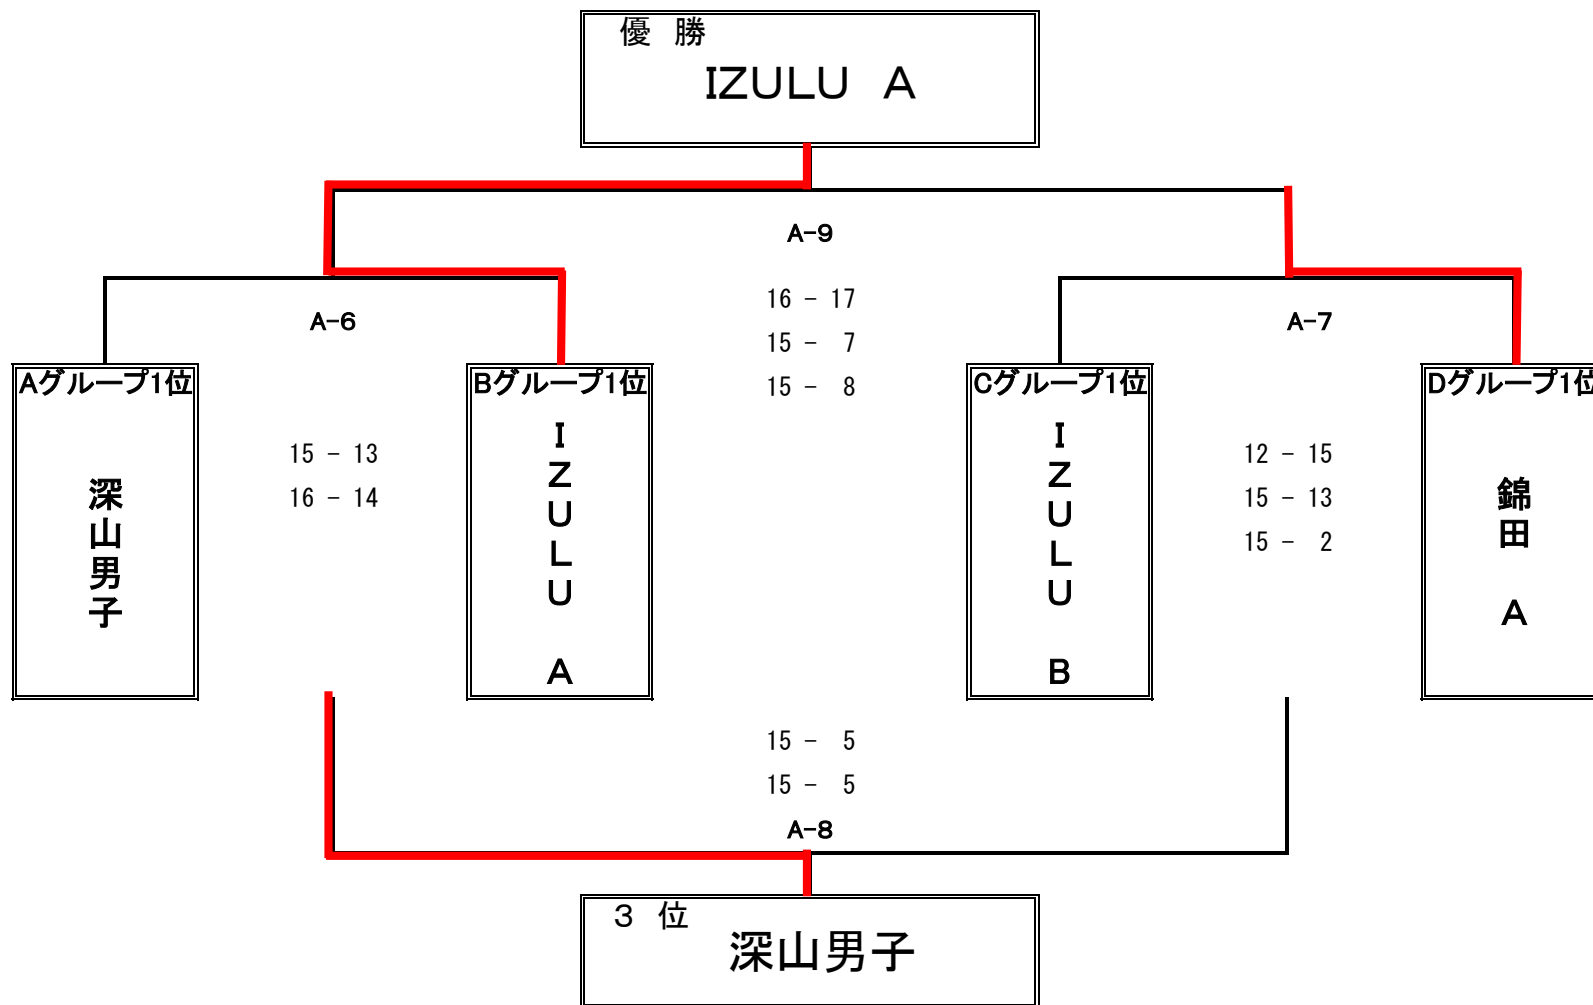 優 勝
IZULU A
A-9
16 - 17
15 - 7
15 - 8
A-6
A-7
Aグループ1位
深山男子
15 - 13
16 - 14
Bグループ1位
IZULU A
Cグループ1位
IZULU B
12 - 15
15 - 13
15 - 2
Dグループ1位
錦田 A
15 - 5
15 - 5
A-8
3 位
深山男子